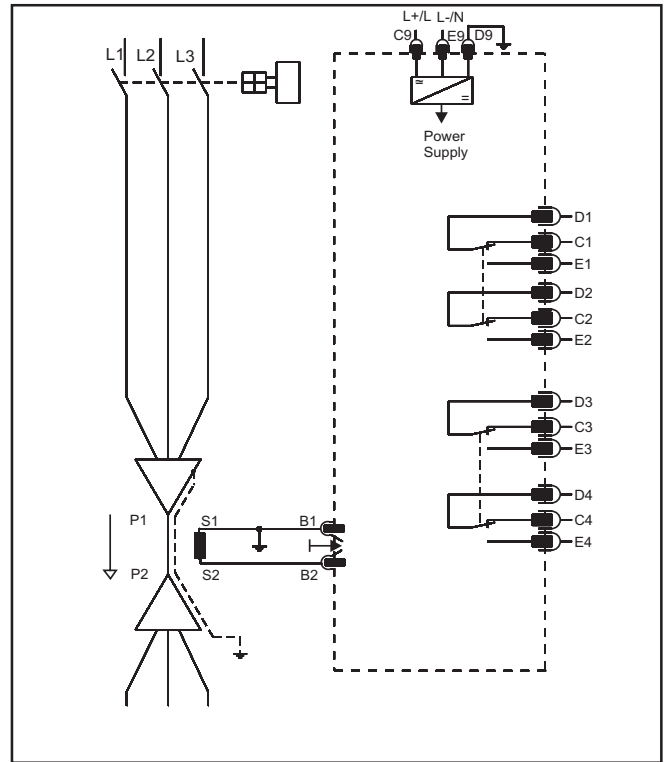 L+/L L-/N
C9 E9 D9
L1 L2 L3
Power
Supply
D1
C1
E1
D2
C2
E2
D3
C3
E3
D4
C4
E4
P1 S1 B1
P2 S2 B2